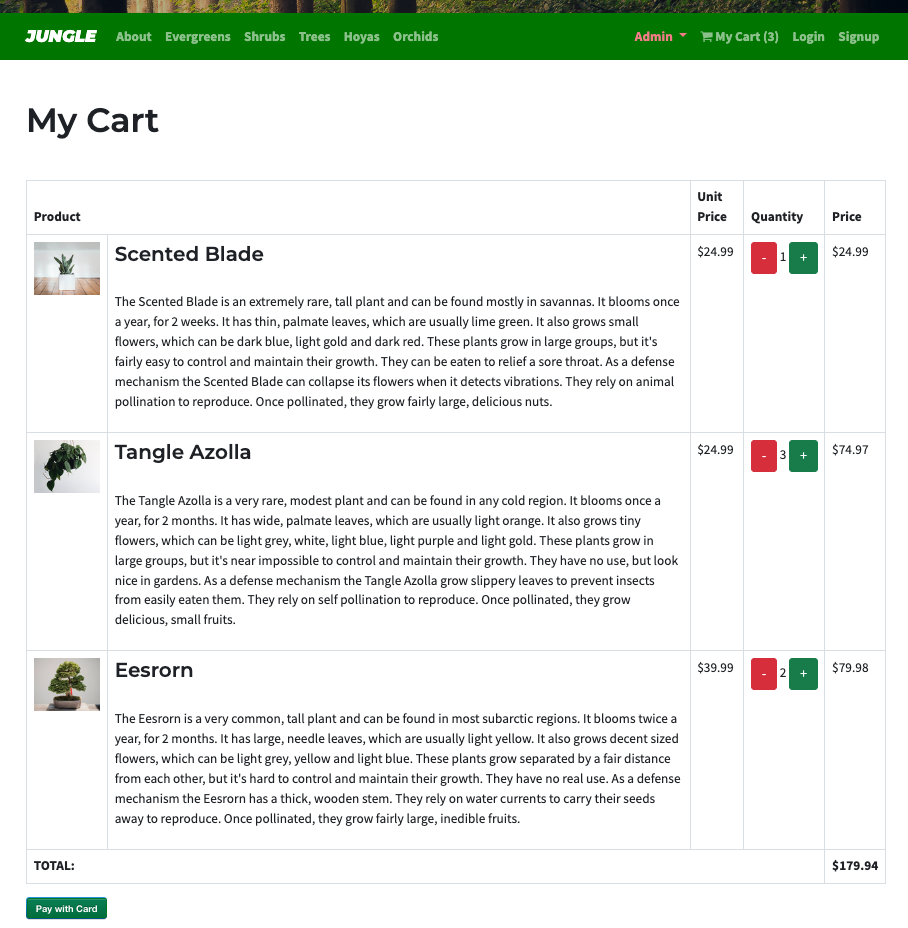 JUNGLE About Evergreens Shrubs Trees Hoyas Orchids Admin My Cart (3) Login Signup
My Cart
Product Unit Price Quantity Price
Scented Blade $24.99 - 1 + $24.99
The Scented Blade is an extremely rare, tall plant and can be found mostly in savannas. It blooms once
a year, for 2 weeks. It has thin, palmate leaves, which are usually lime green. It also grows small
flowers, which can be dark blue, light gold and dark red. These plants grow in large groups, but it's
fairly easy to control and maintain their growth. They can be eaten to relief a sore throat. As a defense
mechanism the Scented Blade can collapse its flowers when it detects vibrations. They rely on animal
pollination to reproduce. Once pollinated, they grow fairly large, delicious nuts.
Tangle Azolla $24.99 - 3 + $74.97
The Tangle Azolla is a very rare, modest plant and can be found in any cold region. It blooms once a
year, for 2 months. It has wide, palmate leaves, which are usually light orange. It also grows tiny
flowers, which can be light grey, white, light blue, light purple and light gold. These plants grow in
large groups, but it's near impossible to control and maintain their growth. They have no use, but look
nice in gardens. As a defense mechanism the Tangle Azolla grow slippery leaves to prevent insects
from easily eaten them. They rely on self pollination to reproduce. Once pollinated, they grow
delicious, small fruits.
Eesrorn $39.99 - 2 + $79.98
The Eesrorn is a very common, tall plant and can be found in most subarctic regions. It blooms twice a
year, for 2 months. It has large, needle leaves, which are usually light yellow. It also grows decent sized
flowers, which can be light grey, yellow and light blue. These plants grow separated by a fair distance
from each other, but it's hard to control and maintain their growth. They have no real use. As a defense
mechanism the Eesrorn has a thick, wooden stem. They rely on water currents to carry their seeds
away to reproduce. Once pollinated, they grow fairly large, inedible fruits.
TOTAL: $179.94
Pay with Card